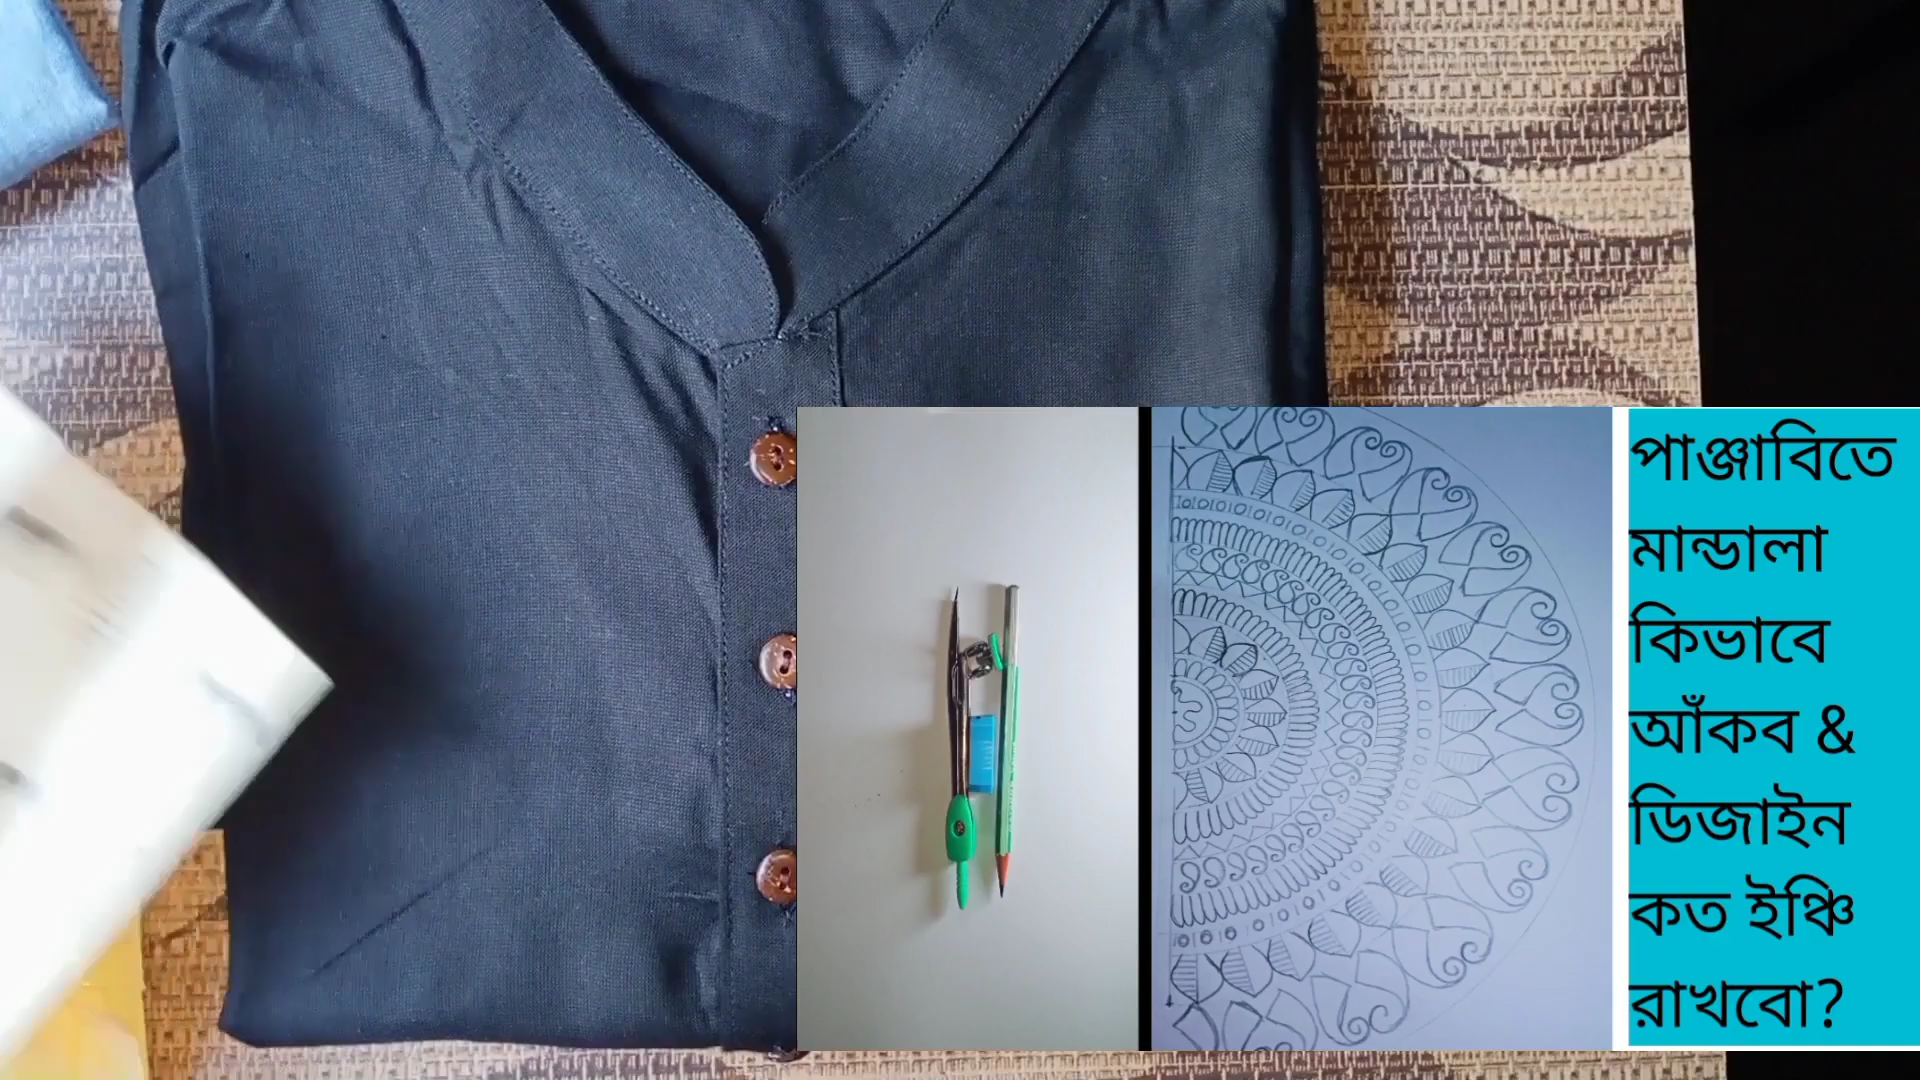 পাঞ্জাবিতে
মান্ডালা
কিভাবে
আঁকব &
ডিজাইন
কত ইঞ্চি
রাখবো?